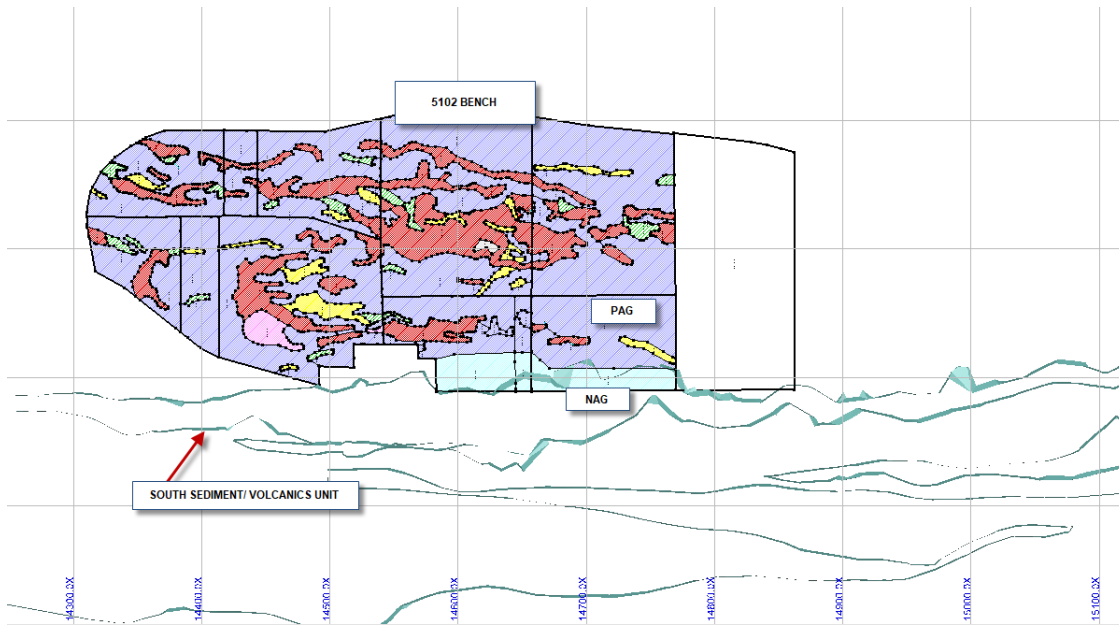 5102 BENCH
PAG
NAG
SOUTH SEDIMENT/ VOLCANICS UNIT
14300.0X
14400.0X
14500.0X
14600.0X
14700.0X
14800.0X
14900.0X
15000.0X
15100.0X